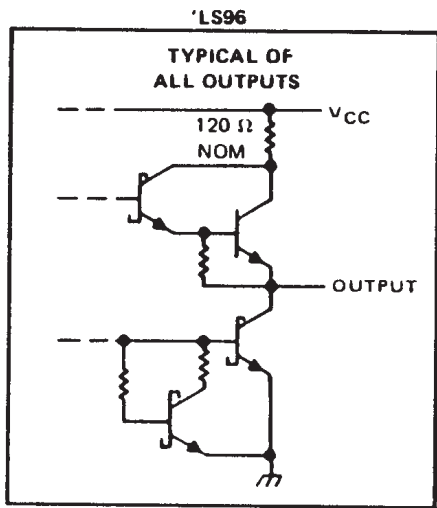 'LS96
TYPICAL OF
ALL OUTPUTS
VCC
120 Ω
NOM
OUTPUT